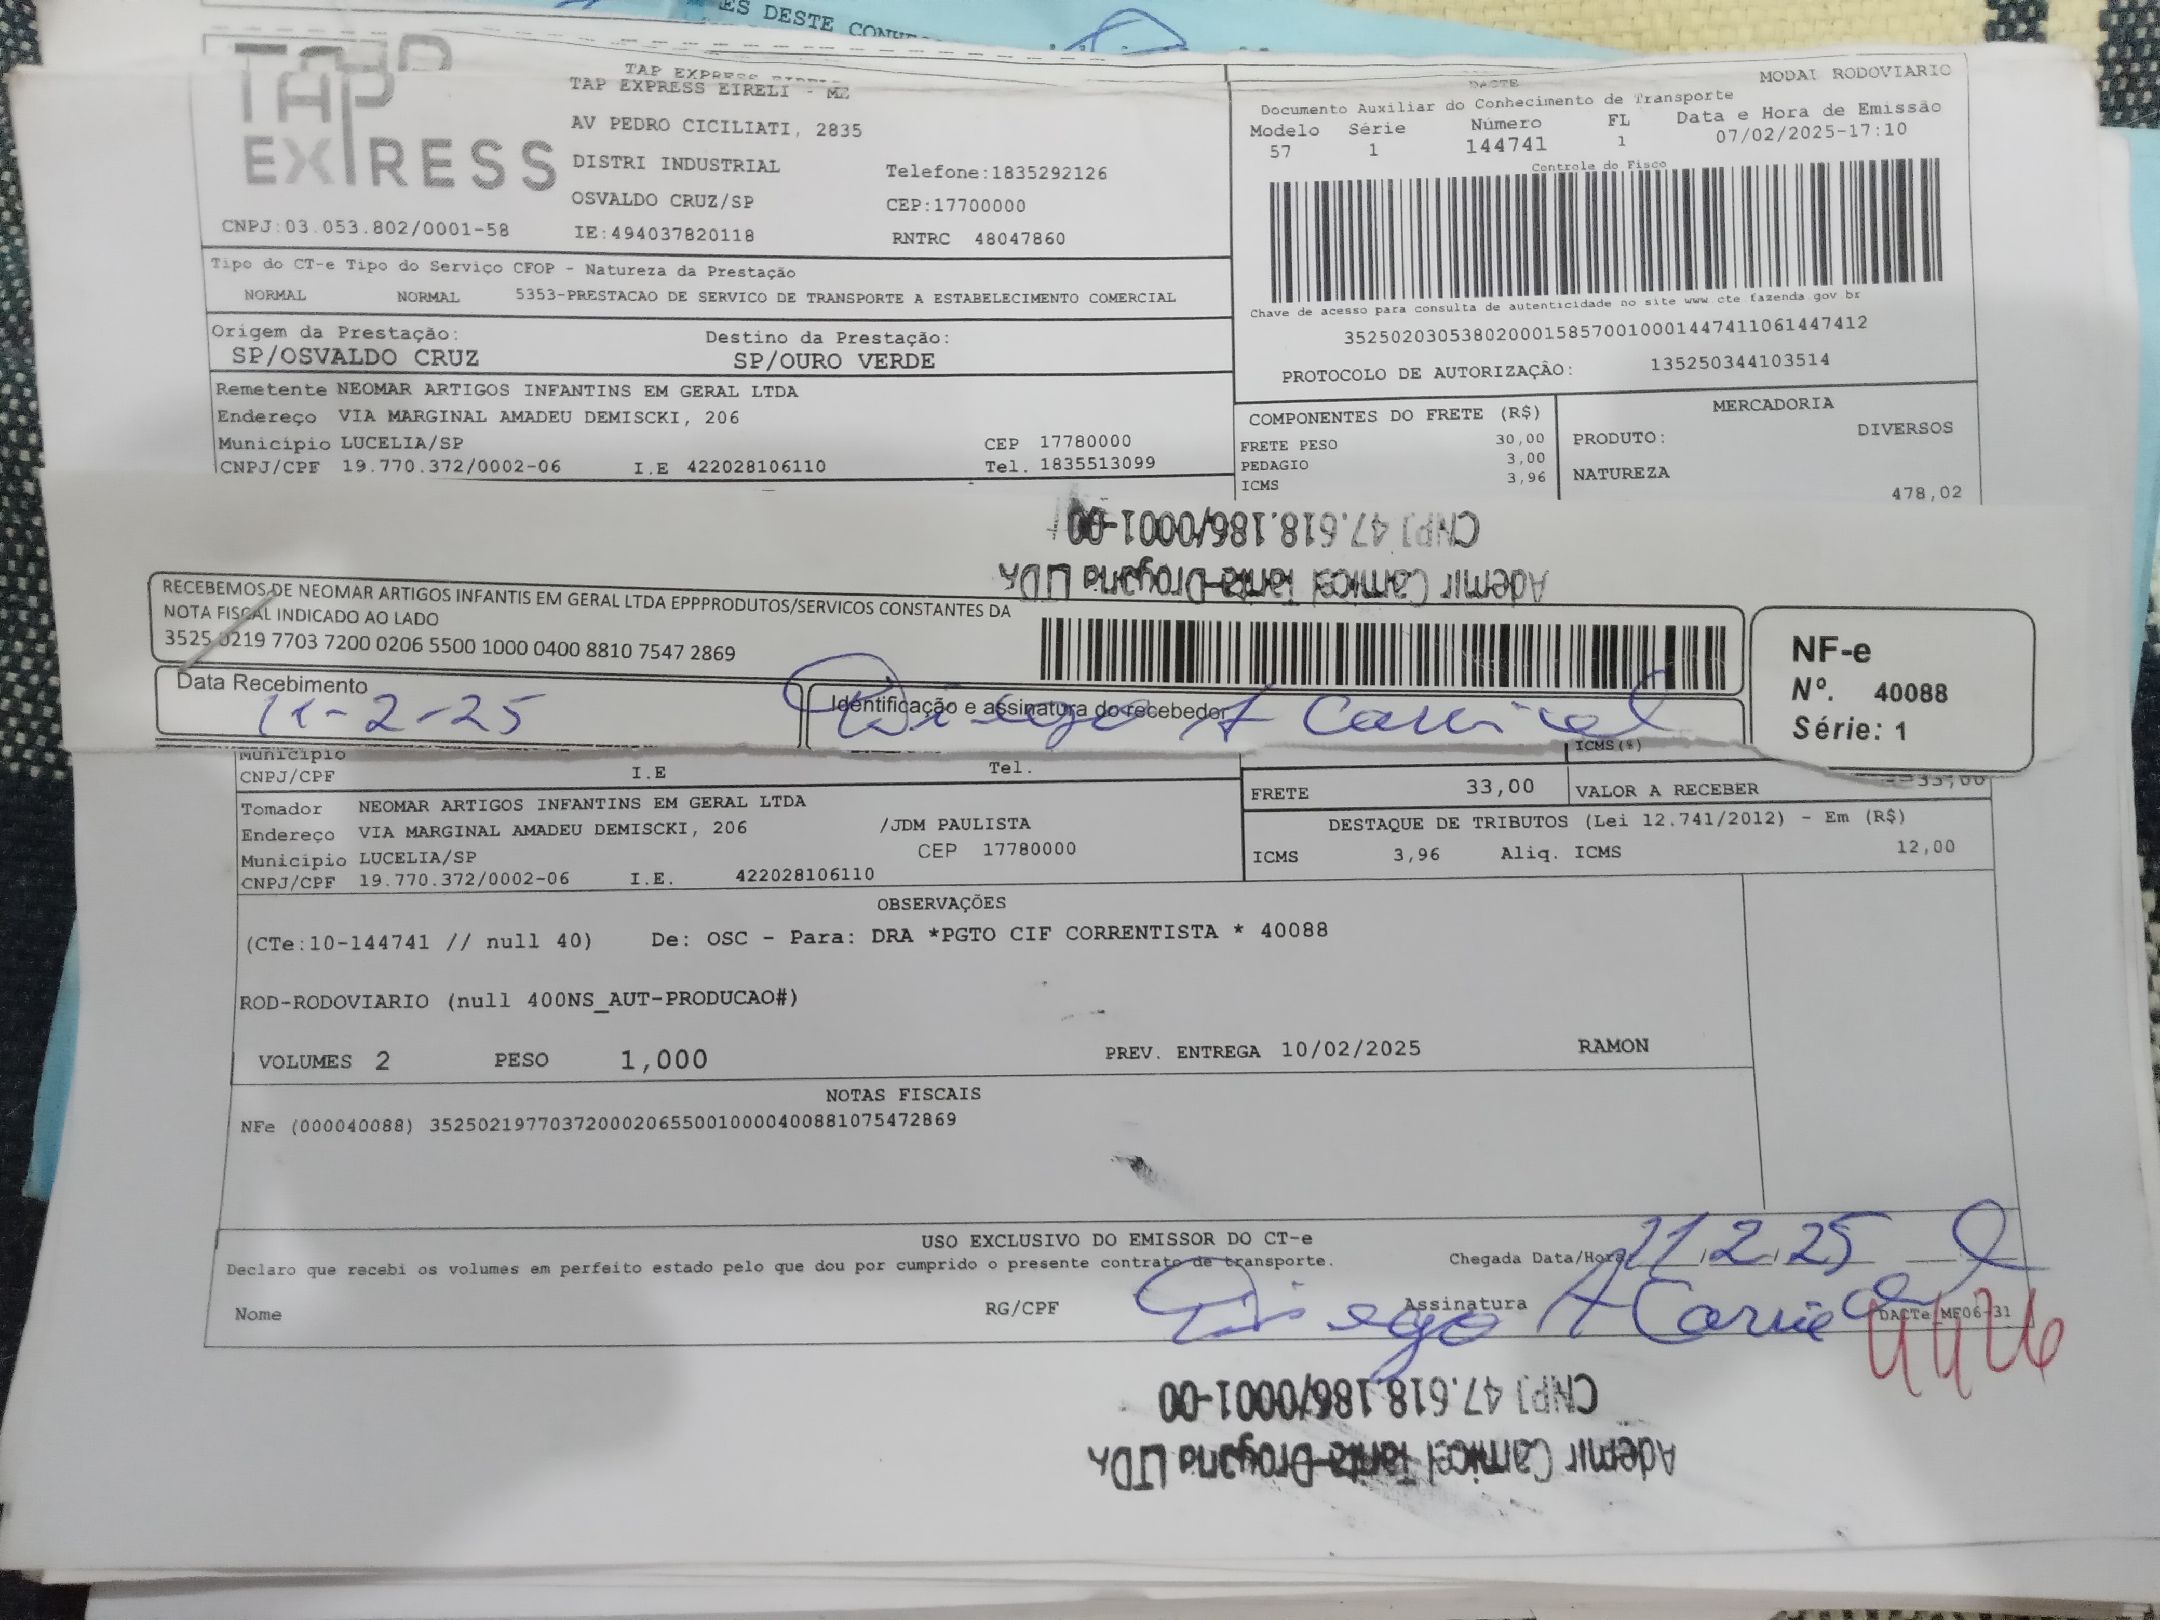 ES DESTE
TAP EXPRESS
TAP EXPRESS EIRELI - ME
AV PEDRO CICILIATI, 2835
DISTRI INDUSTRIAL Telefone:1835292126
OSVALDO CRUZ/SP CEP:17700000
CNPJ:03.053.802/0001-58 IE:494037820118 RNTRC 48047860
DACTE MODAL RODOVIARIO
Documento Auxiliar do Conhecimento de Transporte
Modelo Série Número FL Data e Hora de Emissão
57 1 144741 1 07/02/2025-17:10
Controle do Fisco
Chave de acesso para consulta de autenticidade no site www.cte.fazenda.gov.br
35250203053802000158570010001447411061447412
PROTOCOLO DE AUTORIZAÇÃO: 135250344103514
Tipo do CT-e Tipo do Serviço CFOP - Natureza da Prestação
NORMAL NORMAL 5353-PRESTACAO DE SERVICO DE TRANSPORTE A ESTABELECIMENTO COMERCIAL
Origem da Prestação: Destino da Prestação:
SP/OSVALDO CRUZ SP/OURO VERDE
Remetente NEOMAR ARTIGOS INFANTINS EM GERAL LTDA
Endereço VIA MARGINAL AMADEU DEMISCKI, 206
Município LUCELIA/SP CEP 17780000
CNPJ/CPF 19.770.372/0002-06 I.E 422028106110 Tel. 1835513099
COMPONENTES DO FRETE (R$) MERCADORIA
FRETE PESO 30,00 PRODUTO: DIVERSOS
PEDAGIO 3,00
ICMS 3,96 NATUREZA
478,02
CNPJ 47.618.186/0001-00
Ademir Carnicel Tanta Drogaria LTDA
RECEBEMOS DE NEOMAR ARTIGOS INFANTIS EM GERAL LTDA EPPPRODUTOS/SERVICOS CONSTANTES DA
NOTA FISCAL INDICADO AO LADO
3525 0219 7703 7200 0206 5500 1000 0400 8810 7547 2869
NF-e
Nº. 40088
Série: 1
Data Recebimento Identificação e assinatura do recebedor
11-2-25 Diego A Carnicel
ICMS(%)
Município
CNPJ/CPF I.E Tel.
FRETE 33,00 VALOR A RECEBER 33,00
Tomador NEOMAR ARTIGOS INFANTINS EM GERAL LTDA
Endereço VIA MARGINAL AMADEU DEMISCKI, 206 /JDM PAULISTA
Município LUCELIA/SP CEP 17780000
CNPJ/CPF 19.770.372/0002-06 I.E. 422028106110
DESTAQUE DE TRIBUTOS (Lei 12.741/2012) - Em (R$)
ICMS 3,96 Aliq. ICMS 12,00
OBSERVAÇÕES
(CTe:10-144741 // null 40) De: OSC - Para: DRA *PGTO CIF CORRENTISTA * 40088
ROD-RODOVIARIO (null 400NS_AUT-PRODUCAO#)
VOLUMES 2 PESO 1,000 PREV. ENTREGA 10/02/2025 RAMON
NOTAS FISCAIS
NFe (000040088) 35250219770372000206550010000400881075472869
USO EXCLUSIVO DO EMISSOR DO CT-e
Declaro que recebi os volumes em perfeito estado pelo que dou por cumprido o presente contrato de transporte. Chegada Data/Hora 11/2/25
Nome RG/CPF Assinatura Diego A Carnicel DACTe_MF06-31
CNPJ 47.618.186/0001-00
Ademir Carnicel Tanta Drogaria LTDA